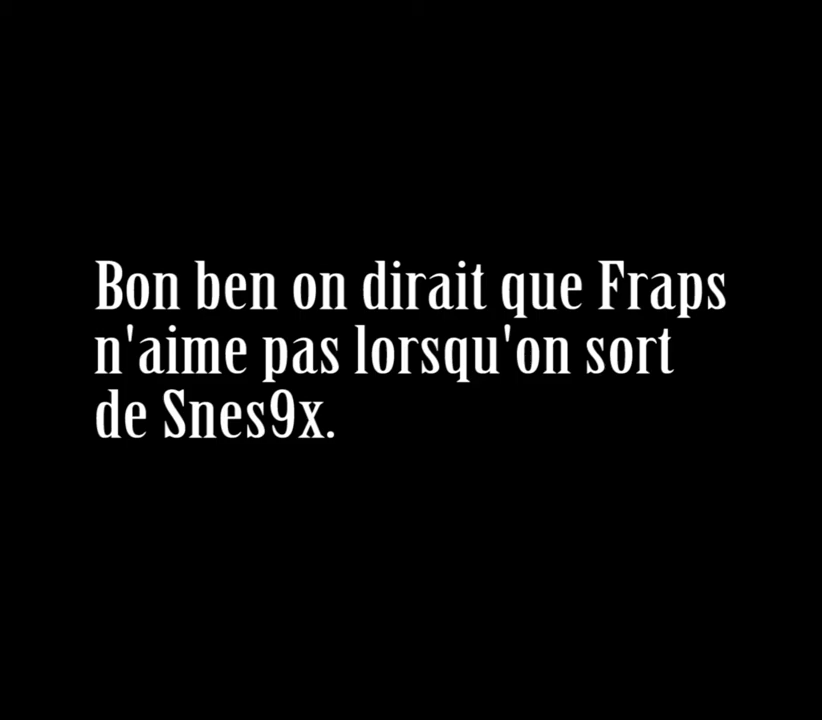 Bon ben on dirait que Fraps
n'aime pas lorsqu'on sort
de Snes9x.